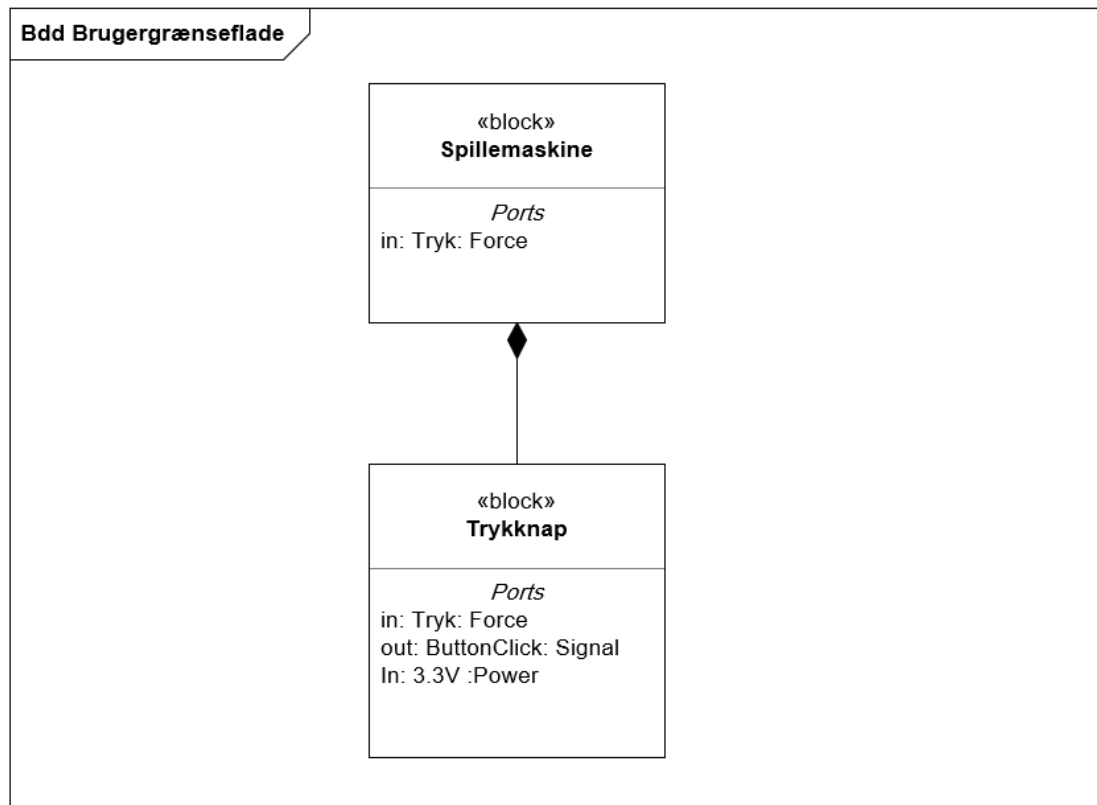 Bdd Brugergrænseflade
«block»
Spillemaskine
Ports
in: Tryk: Force
«block»
Trykknap
Ports
in: Tryk: Force
out: ButtonClick: Signal
In: 3.3V :Power